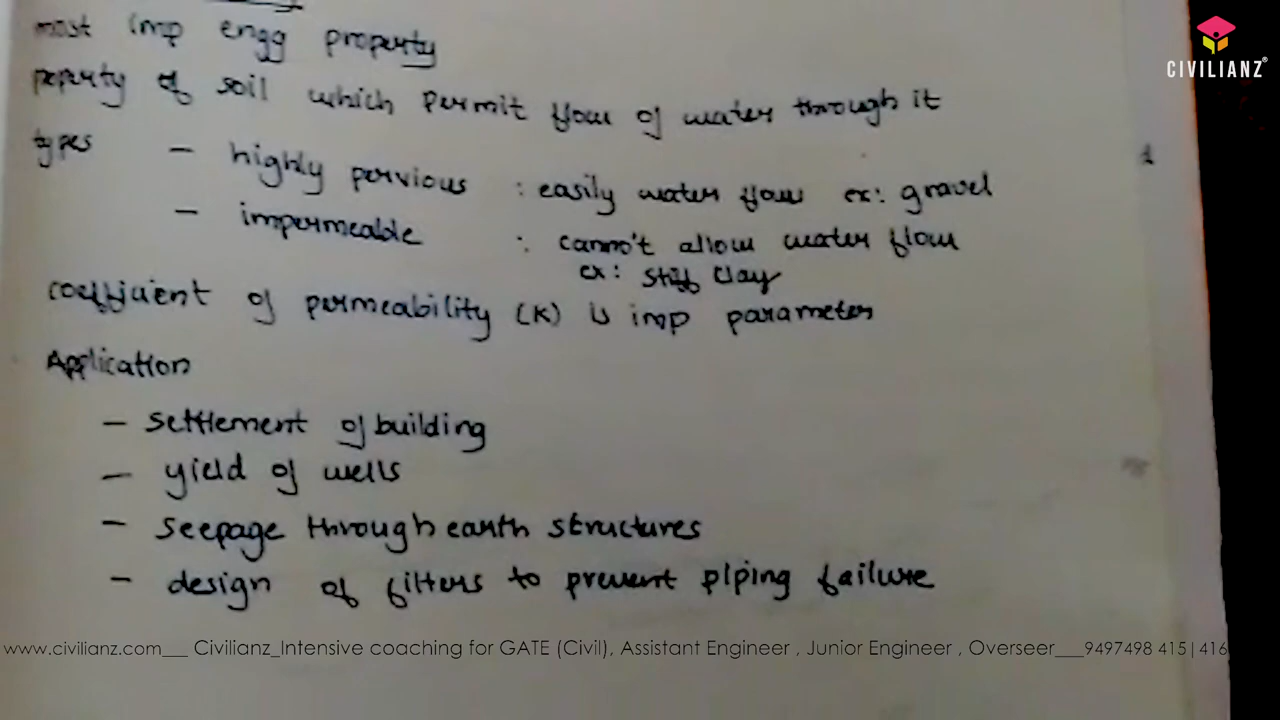 most imp engg property
CIVILIANZ®
property of soil which permit flow of water through it
types - highly pervious : easily water flow ex: gravel
- impermeable : cannot allow water flow
ex: stiff clay
coefficient of permeability (K) is imp parameter
Application
- settlement of building
- yield of wells
- seepage through earth structures
- design of filters to prevent piping failure
www.civilianz.com___ Civilianz_Intensive coaching for GATE (Civil), Assistant Engineer , Junior Engineer , Overseer___9497498 415|416